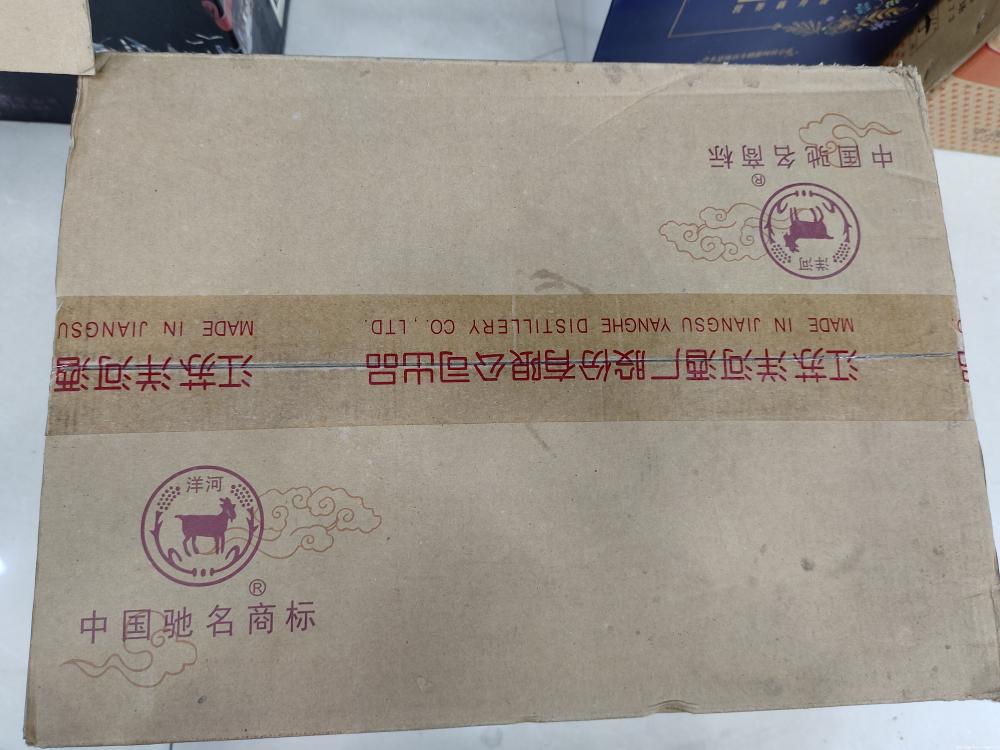 中国驰名商标
®
洋河
MADE IN JIANGSU YANGHE DISTILLERY CO., LTD.
MADE IN JIANGSU
江苏洋河酒厂股份有限公司出品
江苏洋河酒
洋河
®
中国驰名商标